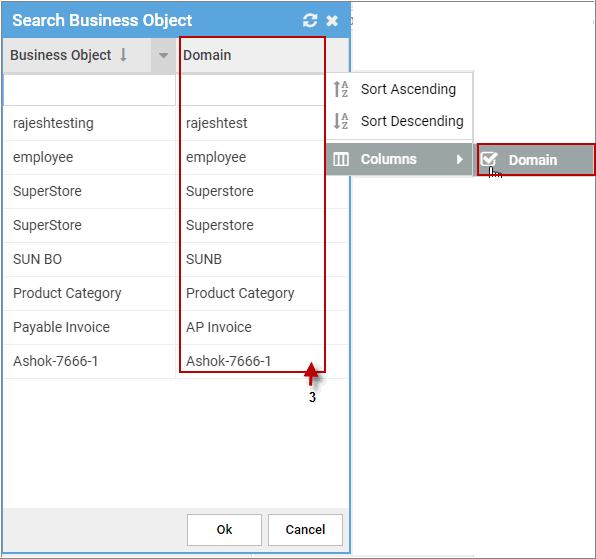 Search Business Object
Business Object Domain
Sort Ascending
rajeshtesting rajeshtest
Sort Descending
employee employee
Columns Domain
SuperStore Superstore
SuperStore Superstore
SUN BO SUNB
Product Category Product Category
Payable Invoice AP Invoice
Ashok-7666-1 Ashok-7666-1
3
Ok Cancel